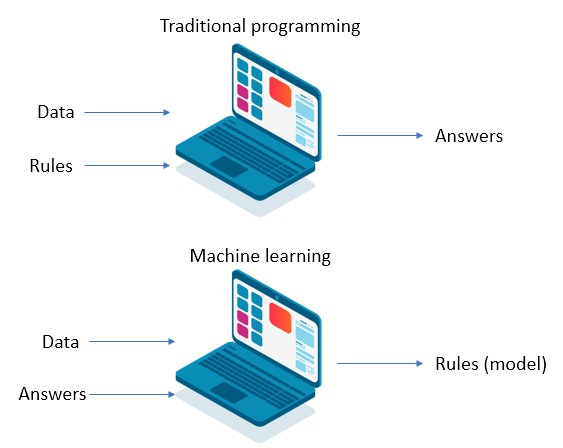 Traditional programming
Data
Rules
Answers
Machine learning
Data
Answers
Rules (model)